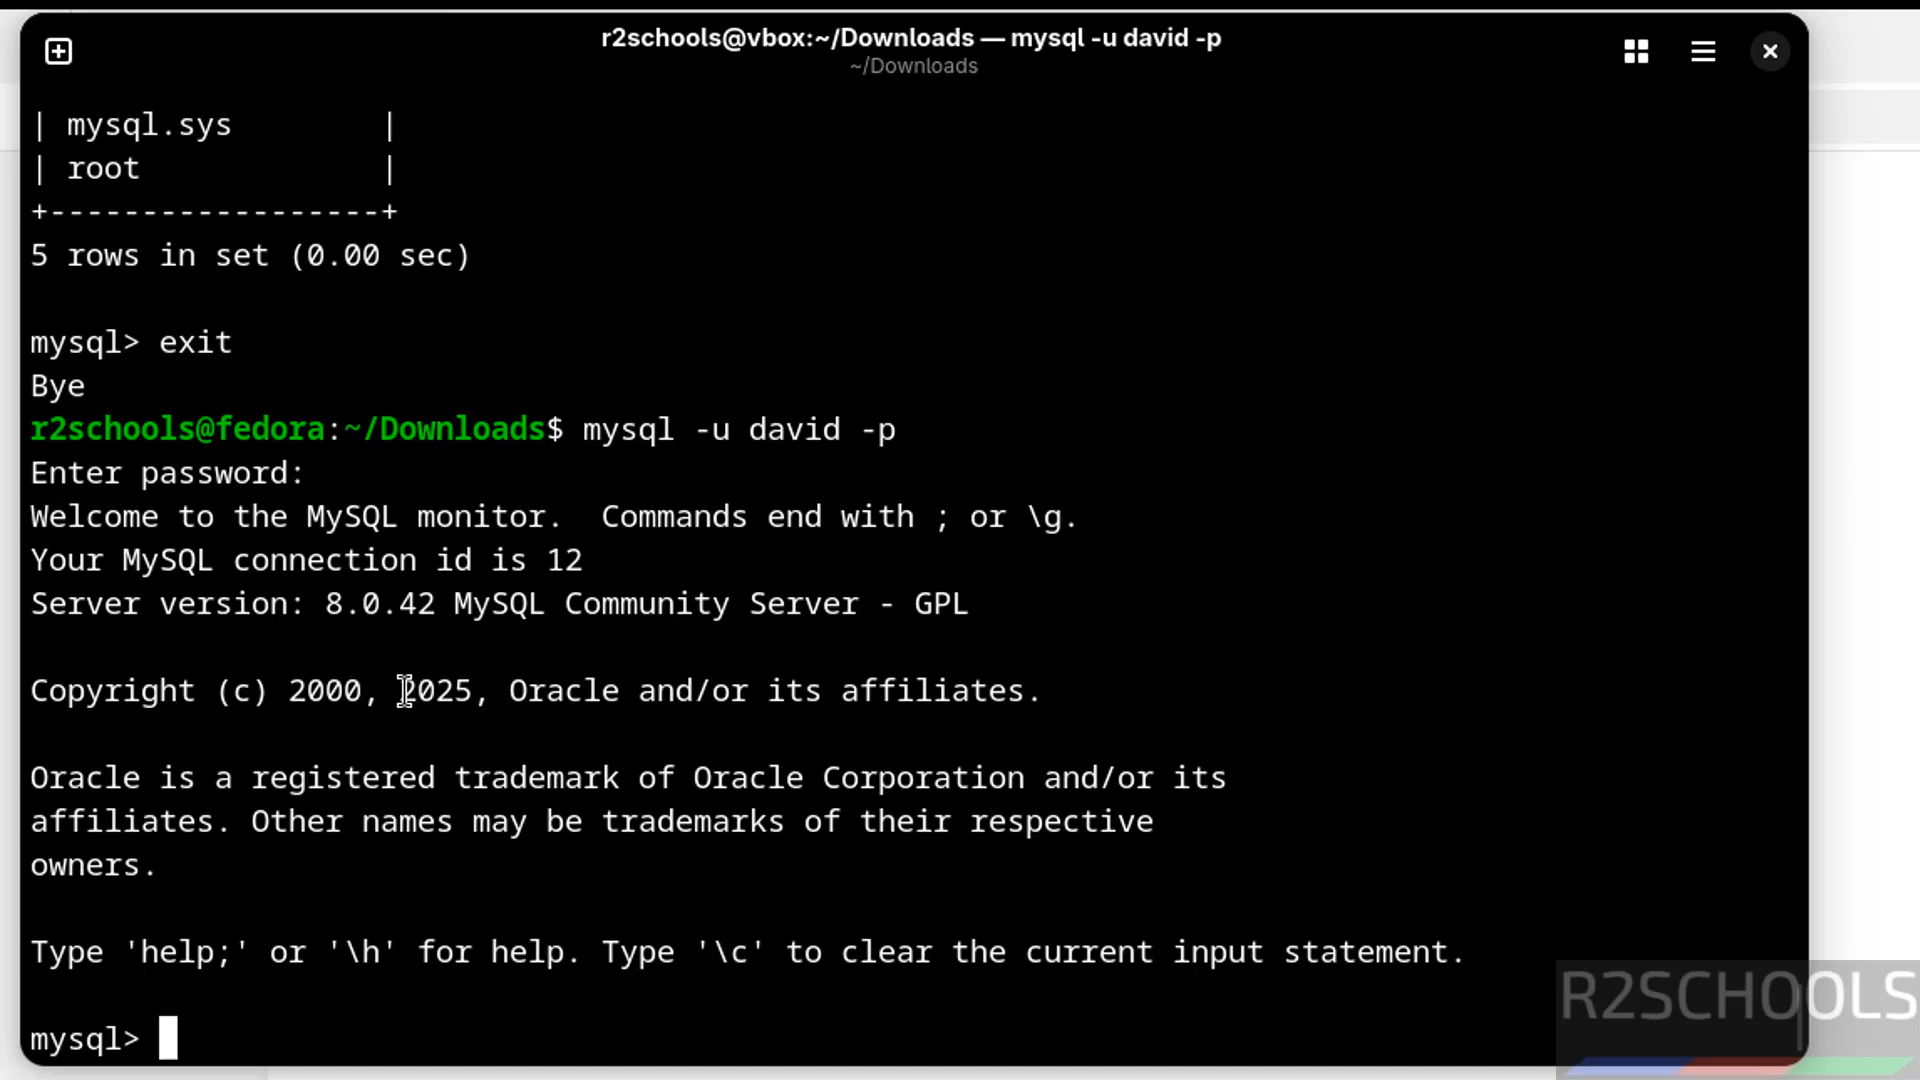 r2schools@vbox:~/Downloads — mysql -u david -p
~/Downloads
| mysql.sys        |
| root             |
+------------------+
5 rows in set (0.00 sec)
mysql> exit
Bye
r2schools@fedora:~/Downloads$ mysql -u david -p
Enter password:
Welcome to the MySQL monitor.  Commands end with ; or \g.
Your MySQL connection id is 12
Server version: 8.0.42 MySQL Community Server - GPL
Copyright (c) 2000, 2025, Oracle and/or its affiliates.
Oracle is a registered trademark of Oracle Corporation and/or its
affiliates. Other names may be trademarks of their respective
owners.
Type 'help;' or '\h' for help. Type '\c' to clear the current input statement.
mysql>
R2SCHOOLS